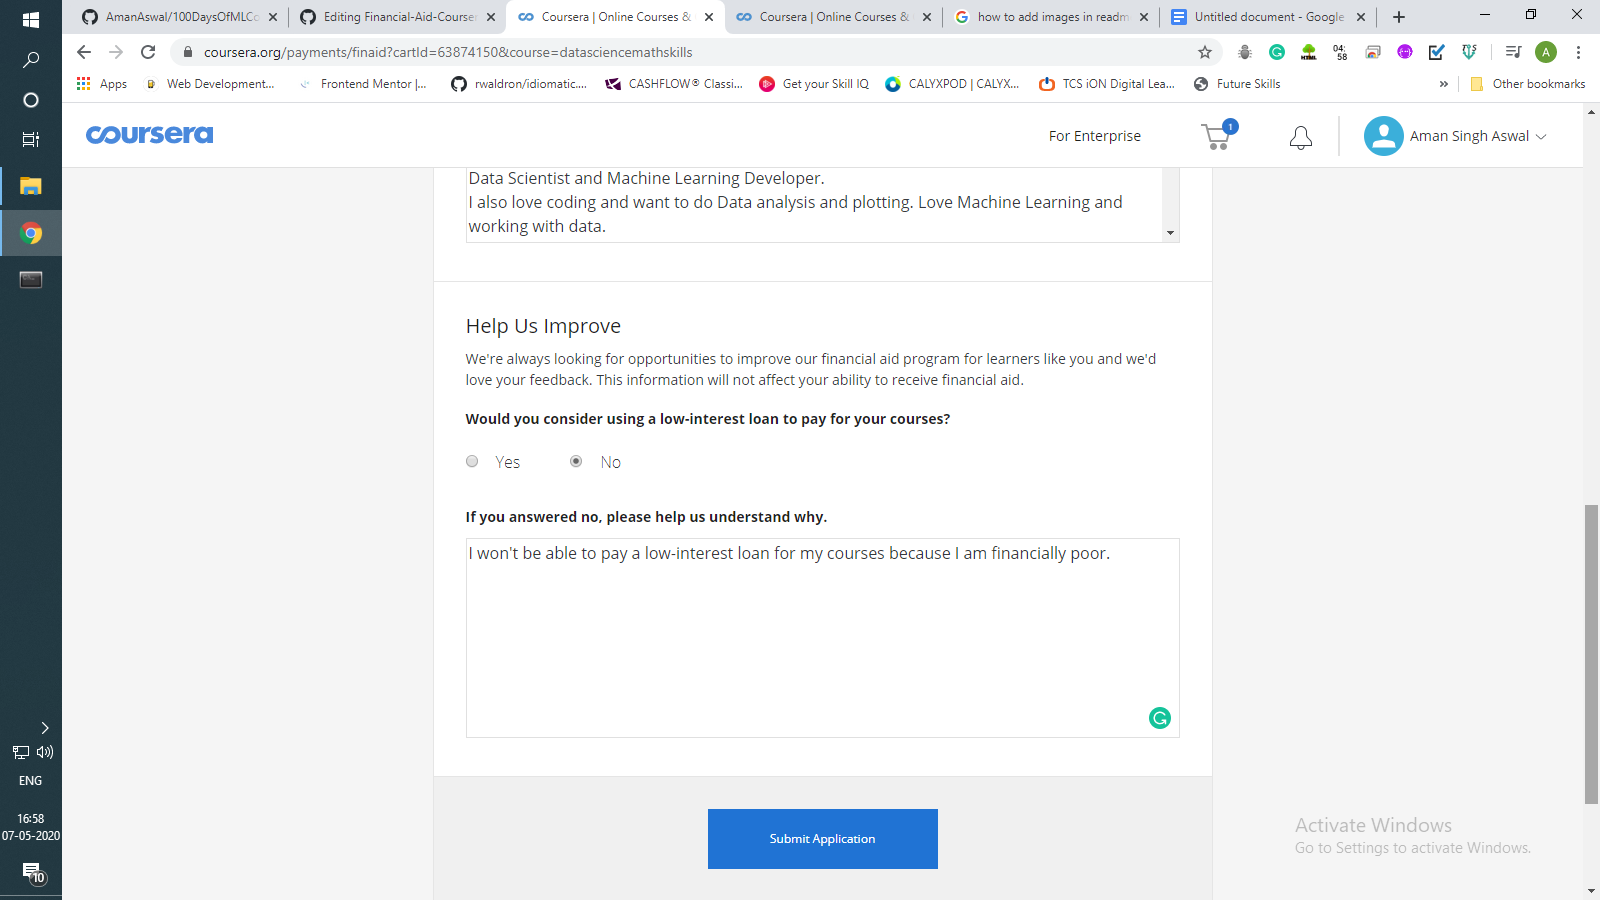 AmanAswal/100DaysOfMLCo
Editing Financial-Aid-Courser
Coursera | Online Courses &
Coursera | Online Courses &
how to add images in readm
Untitled document - Google
coursera.org/payments/finaid?cartId=63874150&course=datasciencemathskills
04:
58
A
Apps
Web Development...
Frontend Mentor |...
rwaldron/idiomatic....
CASHFLOW® Classi...
Get your Skill IQ
CALYXPOD | CALYX...
TCS iON Digital Lea...
Future Skills
»
Other bookmarks
coursera
For Enterprise
1
Aman Singh Aswal
Data Scientist and Machine Learning Developer.
I also love coding and want to do Data analysis and plotting. Love Machine Learning and
working with data.
Help Us Improve
We're always looking for opportunities to improve our financial aid program for learners like you and we'd
love your feedback. This information will not affect your ability to receive financial aid.
Would you consider using a low-interest loan to pay for your courses?
Yes
No
If you answered no, please help us understand why.
I won't be able to pay a low-interest loan for my courses because I am financially poor.
Submit Application
Activate Windows
Go to Settings to activate Windows.
ENG
16:58
07-05-2020
10